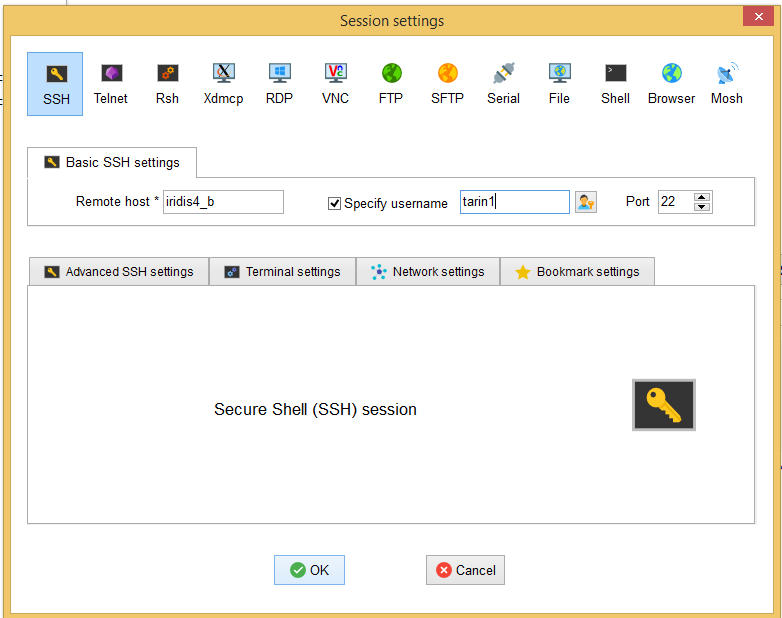 Session settings
SSH Telnet Rsh Xdmcp RDP VNC FTP SFTP Serial File Shell Browser Mosh
Basic SSH settings
Remote host * iridis4_b Specify username tarin1 Port 22
Advanced SSH settings Terminal settings Network settings Bookmark settings
Secure Shell (SSH) session
OK Cancel